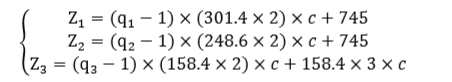 Z₁ = (q₁ − 1) × (301.4 × 2) × c + 745
Z₂ = (q₂ − 1) × (248.6 × 2) × c + 745
Z₃ = (q₃ − 1) × (158.4 × 2) × c + 158.4 × 3 × c